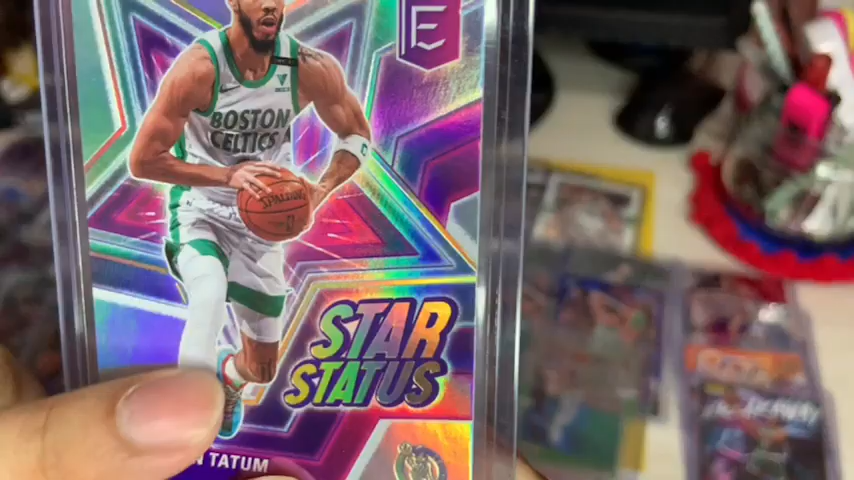 E
BOSTON
CELTICS
SPALDING
STAR
STATUS
N TATUM